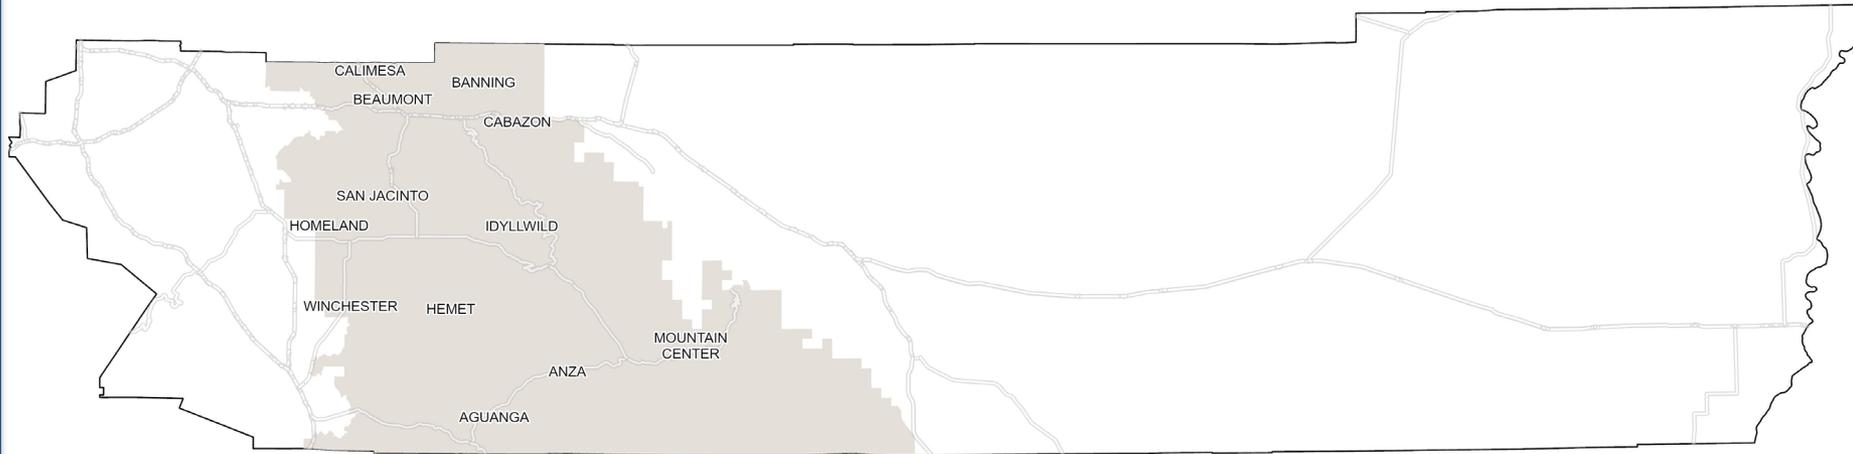 CALIMESA
BANNING
BEAUMONT
CABAZON
SAN JACINTO
HOMELAND
IDYLLWILD
WINCHESTER
HEMET
MOUNTAIN
CENTER
ANZA
AGUANGA